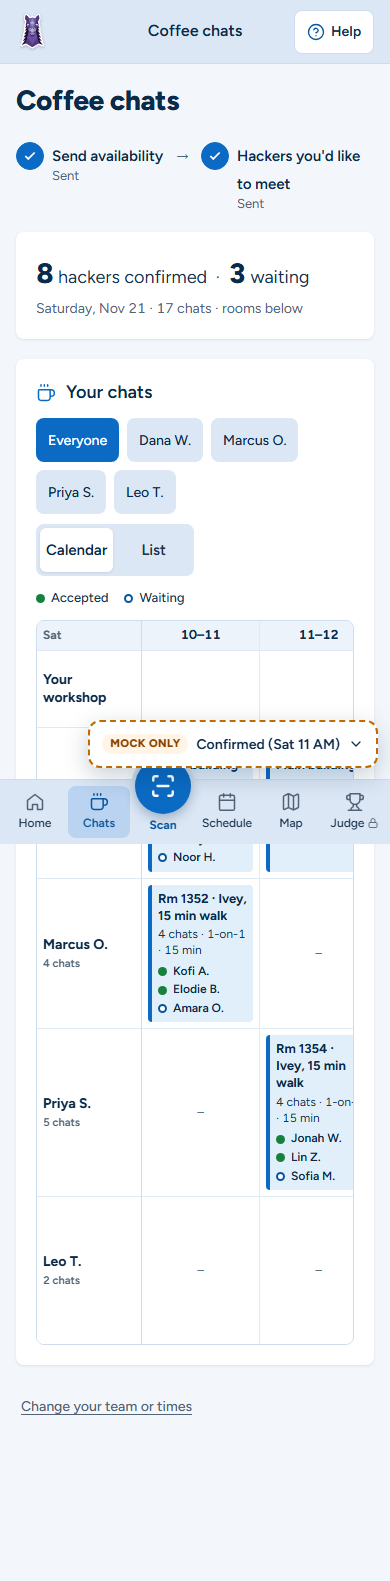 Coffee chats
Help
Coffee chats
Send availability
Sent
→
Hackers you'd like
to meet
Sent
8 hackers confirmed · 3 waiting
Saturday, Nov 21 · 17 chats · rooms below
Your chats
Everyone
Dana W.
Marcus O.
Priya S.
Leo T.
Calendar
List
Accepted
Waiting
Sat
10–11
11–12
Your
workshop
MOCK ONLY
Confirmed (Sat 11 AM)
Home
Chats
Scan
Schedule
Map
Judge
Noor H.
Marcus O.
4 chats
Rm 1352 · Ivey,
15 min walk
4 chats · 1-on-1
· 15 min
Kofi A.
Elodie B.
Amara O.
–
Priya S.
5 chats
–
Rm 1354 ·
Ivey, 15 min
walk
4 chats · 1-on-
· 15 min
Jonah W.
Lin Z.
Sofia M.
Leo T.
2 chats
–
–
Change your team or times